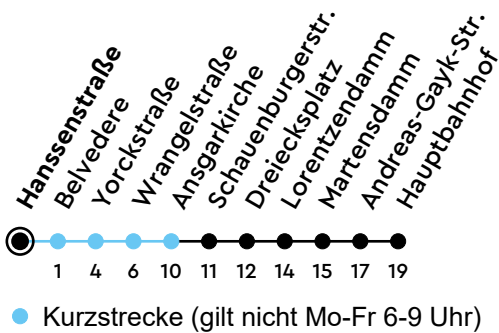 Hanssenstraße
Belvedere
Yorckstraße
Wrangelstraße
Ansgarkirche
Schauenburgerstr.
Dreiecksplatz
Lorentzendamm
Martensdamm
Andreas-Gayk-Str.
Hauptbahnhof
1 4 6 10 11 12 14 15 17 19
Kurzstrecke (gilt nicht Mo-Fr 6-9 Uhr)